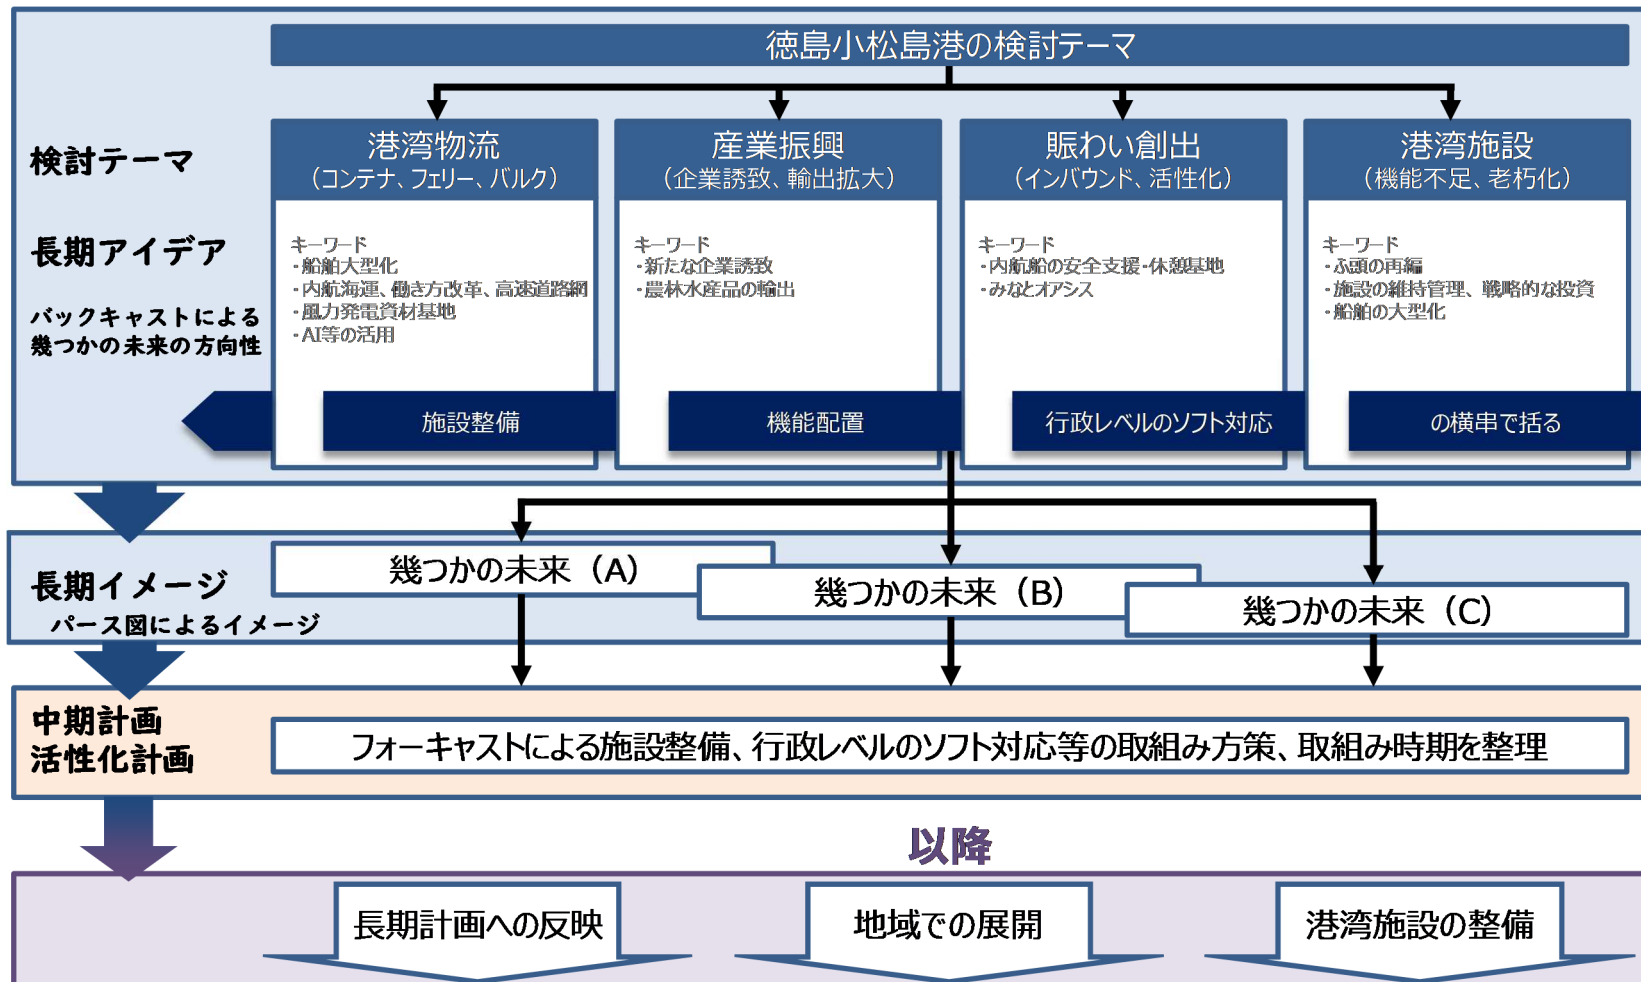 徳島小松島港の検討テーマ
検討テーマ
港湾物流
(コンテナ、フェリー、バルク)
産業振興
(企業誘致、輸出拡大)
賑わい創出
(インバウンド、活性化)
港湾施設
(機能不足、老朽化)
長期アイデア
バックキャストによる
幾つかの未来の方向性
キーワード
・船舶大型化
・内航海運、働き方改革、高速道路網
・風力発電資材基地
・AI等の活用
キーワード
・新たな企業誘致
・農林水産品の輸出
キーワード
・内航船の安全支援・休憩基地
・みなとオアシス
キーワード
・ふ頭の再編
・施設の維持管理、戦略的な投資
・船舶の大型化
施設整備
機能配置
行政レベルのソフト対応
の横串で括る
長期イメージ
パース図によるイメージ
幾つかの未来（A）
幾つかの未来（B）
幾つかの未来（C）
中期計画
活性化計画
フォーキャストによる施設整備、行政レベルのソフト対応等の取組み方策、取組み時期を整理
以降
長期計画への反映
地域での展開
港湾施設の整備